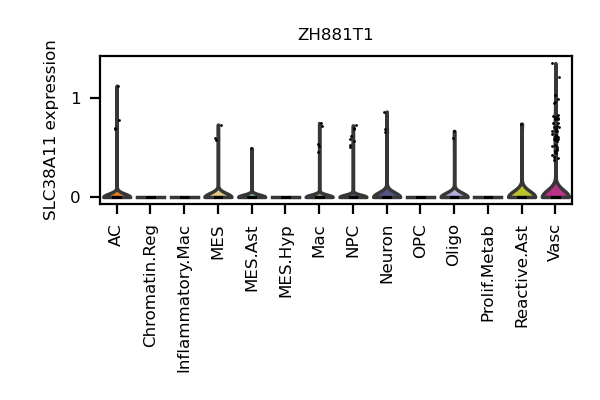 ZH881T1
SLC38A11 expression
1
0
AC
Chromatin.Reg
Inflammatory.Mac
MES
MES.Ast
MES.Hyp
Mac
NPC
Neuron
OPC
Oligo
Prolif.Metab
Reactive.Ast
Vasc